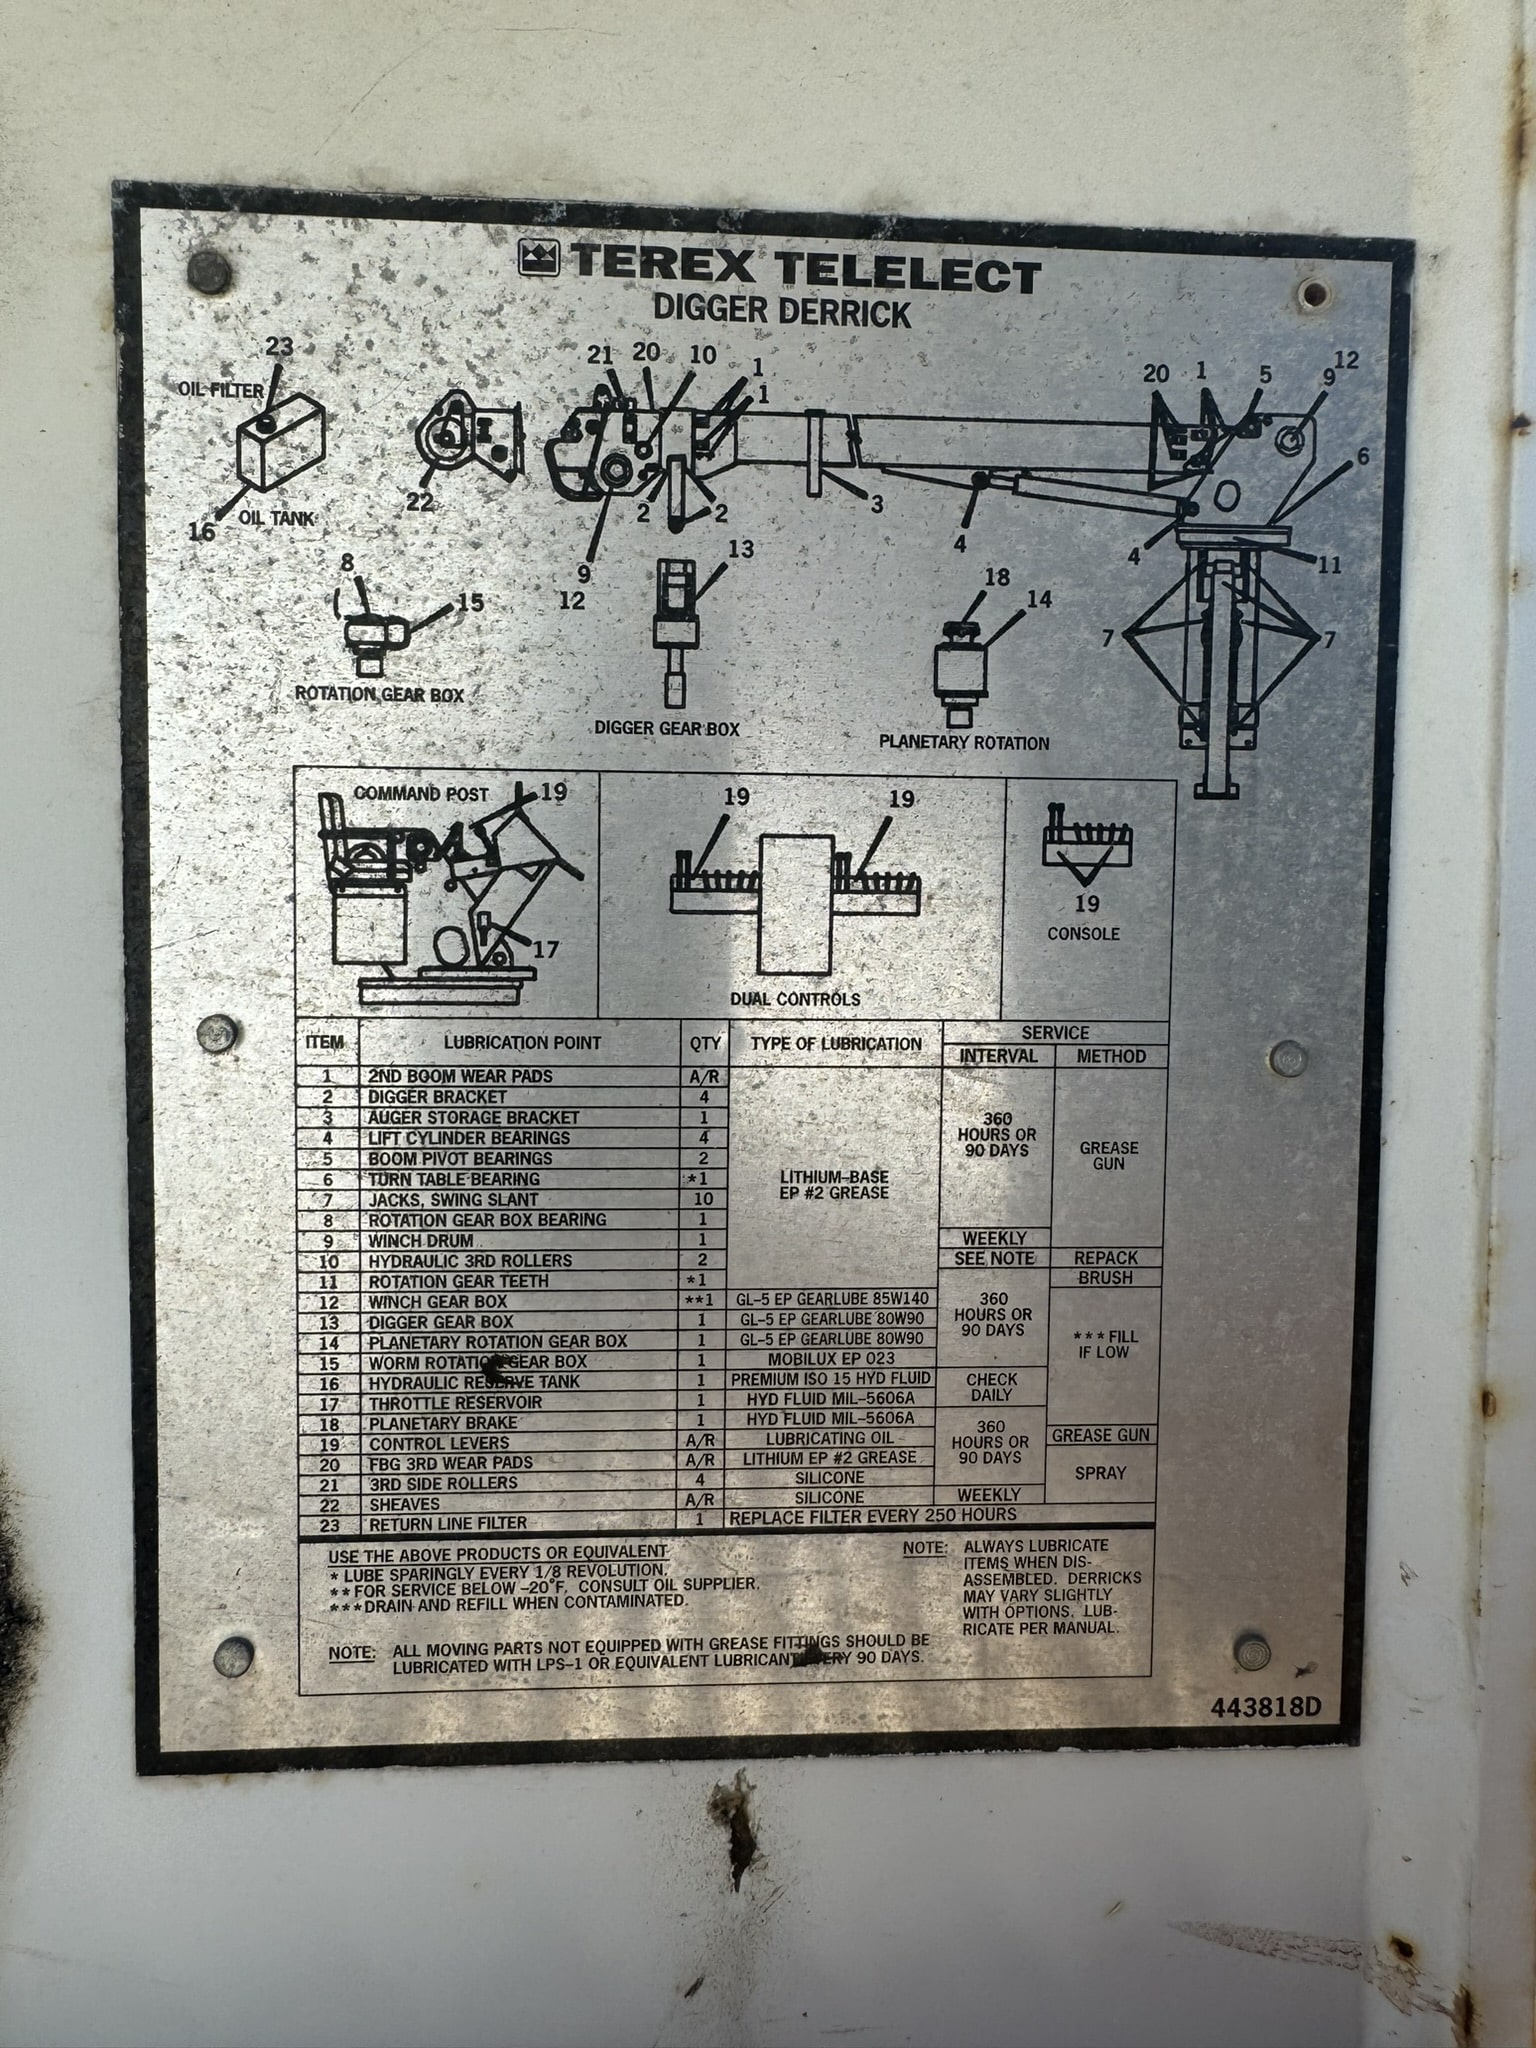 TEREX TELELECT
DIGGER DERRICK
23
OIL FILTER
16
OIL TANK
22
21 20 10 1
1
2 2
9
12
3
4
20 1 5 9 12
6
4
11
7 7
8
15
ROTATION GEAR BOX
13
DIGGER GEAR BOX
18
14
PLANETARY ROTATION
COMMAND POST 19
17
19 19
DUAL CONTROLS
19
CONSOLE
ITEM LUBRICATION POINT QTY TYPE OF LUBRICATION SERVICE
INTERVAL METHOD
1 2ND BOOM WEAR PADS A/R
2 DIGGER BRACKET 4
3 AUGER STORAGE BRACKET 1
4 LIFT CYLINDER BEARINGS 4
5 BOOM PIVOT BEARINGS 2
6 TURN TABLE BEARING *1
7 JACKS, SWING SLANT 10
8 ROTATION GEAR BOX BEARING 1
9 WINCH DRUM 1
10 HYDRAULIC 3RD ROLLERS 2
11 ROTATION GEAR TEETH *1
LITHIUM-BASE
EP #2 GREASE
360
HOURS OR
90 DAYS
GREASE
GUN
WEEKLY
SEE NOTE REPACK
BRUSH
12 WINCH GEAR BOX **1 GL-5 EP GEARLUBE 85W140
13 DIGGER GEAR BOX 1 GL-5 EP GEARLUBE 80W90
14 PLANETARY ROTATION GEAR BOX 1 GL-5 EP GEARLUBE 80W90
15 WORM ROTATION GEAR BOX 1 MOBILUX EP 023
360
HOURS OR
90 DAYS
***FILL
IF LOW
16 HYDRAULIC RESERVE TANK 1 PREMIUM ISO 15 HYD FLUID
17 THROTTLE RESERVOIR 1 HYD FLUID MIL-5606A
CHECK
DAILY
18 PLANETARY BRAKE 1 HYD FLUID MIL-5606A
19 CONTROL LEVERS A/R LUBRICATING OIL
20 FBG 3RD WEAR PADS A/R LITHIUM EP #2 GREASE
21 3RD SIDE ROLLERS 4 SILICONE
360
HOURS OR
90 DAYS
GREASE GUN
SPRAY
22 SHEAVES A/R SILICONE WEEKLY
23 RETURN LINE FILTER 1 REPLACE FILTER EVERY 250 HOURS
USE THE ABOVE PRODUCTS OR EQUIVALENT
* LUBE SPARINGLY EVERY 1/8 REVOLUTION.
** FOR SERVICE BELOW -20°F, CONSULT OIL SUPPLIER.
***DRAIN AND REFILL WHEN CONTAMINATED.
NOTE: ALWAYS LUBRICATE
ITEMS WHEN DIS-
ASSEMBLED. DERRICKS
MAY VARY SLIGHTLY
WITH OPTIONS. LUB-
RICATE PER MANUAL.
NOTE: ALL MOVING PARTS NOT EQUIPPED WITH GREASE FITTINGS SHOULD BE
LUBRICATED WITH LPS-1 OR EQUIVALENT LUBRICANT EVERY 90 DAYS.
443818D